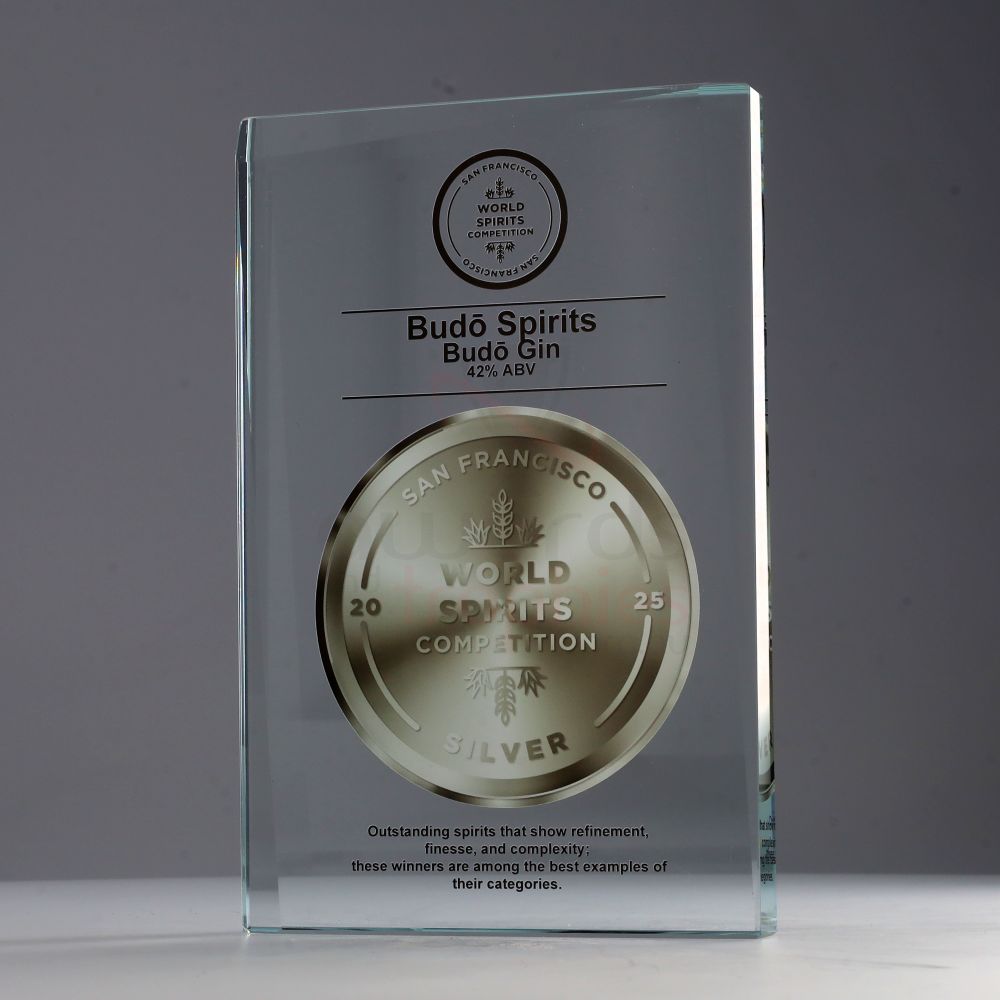 SAN FRANCISCO
WORLD
SPIRITS
COMPETITION
SAN FRANCISCO
Budō Spirits
Budō Gin
42% ABV
SAN FRANCISCO
20 25
WORLD
SPIRITS
COMPETITION
SILVER
Outstanding spirits that show refinement,
finesse, and complexity;
these winners are among the best examples of
their categories.